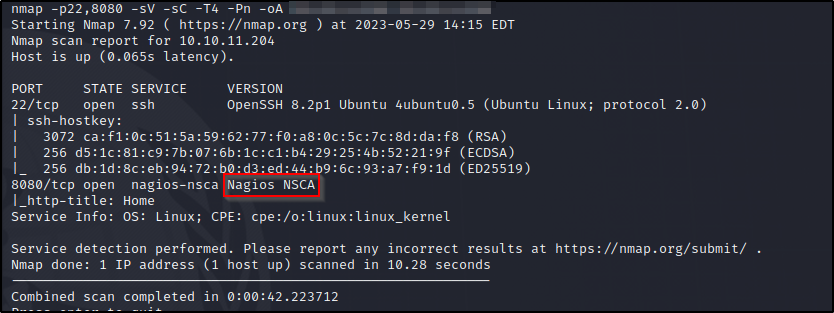 nmap -p22,8080 -sV -sC -T4 -Pn -oA
Starting Nmap 7.92 ( https://nmap.org ) at 2023-05-29 14:15 EDT
Nmap scan report for 10.10.11.204
Host is up (0.065s latency).
PORT     STATE SERVICE     VERSION
22/tcp   open  ssh         OpenSSH 8.2p1 Ubuntu 4ubuntu0.5 (Ubuntu Linux; protocol 2.0)
| ssh-hostkey:
|   3072 ca:f1:0c:51:5a:59:62:77:f0:a8:0c:5c:7c:8d:da:f8 (RSA)
|   256 d5:1c:81:c9:7b:07:6b:1c:c1:b4:29:25:4b:52:21:9f (ECDSA)
|_  256 db:1d:8c:eb:94:72:b0:d3:ed:44:b9:6c:93:a7:f9:1d (ED25519)
8080/tcp open  nagios-nsca Nagios NSCA
|_http-title: Home
Service Info: OS: Linux; CPE: cpe:/o:linux:linux_kernel
Service detection performed. Please report any incorrect results at https://nmap.org/submit/ .
Nmap done: 1 IP address (1 host up) scanned in 10.28 seconds
Combined scan completed in 0:00:42.223712